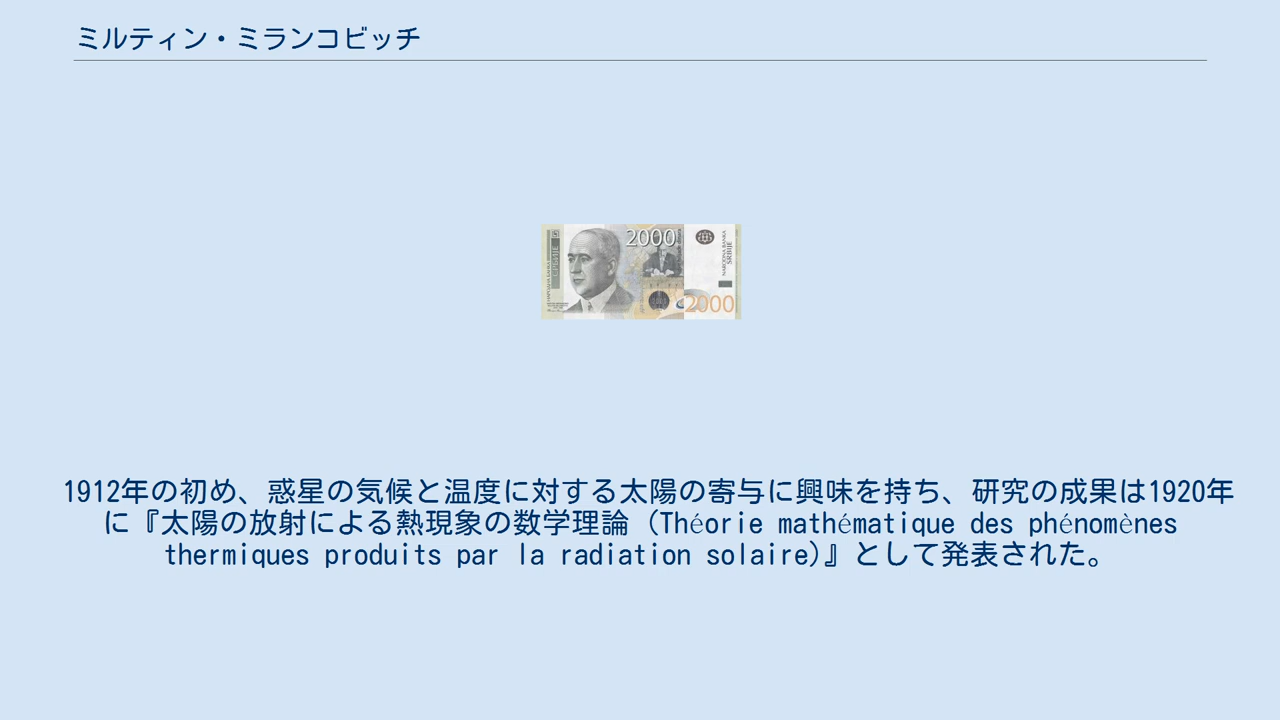 ミルティン・ミランコビッチ
2000
NARODNA BANKA
SRBIJE
2000
1912年の初め、惑星の気候と温度に対する太陽の寄与に興味を持ち、研究の成果は1920年
に『太陽の放射による熱現象の数学理論 (Théorie mathématique des phénomènes
thermiques produits par la radiation solaire)』として発表された。